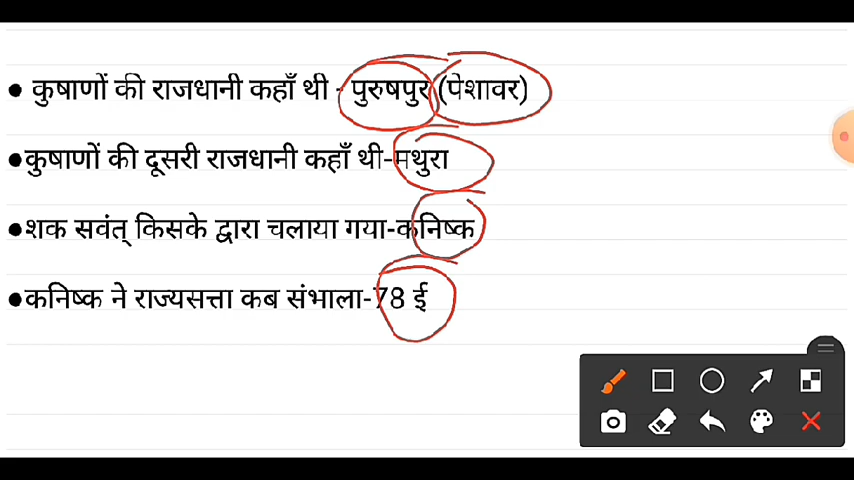 ● कुषाणों की राजधानी कहाँ थी - पुरुषपुर (पेशावर)
●कुषाणों की दूसरी राजधानी कहाँ थी-मथुरा
●शक सवंत् किसके द्वारा चलाया गया-कनिष्क
●कनिष्क ने राज्यसत्ता कब संभाला-78 ई